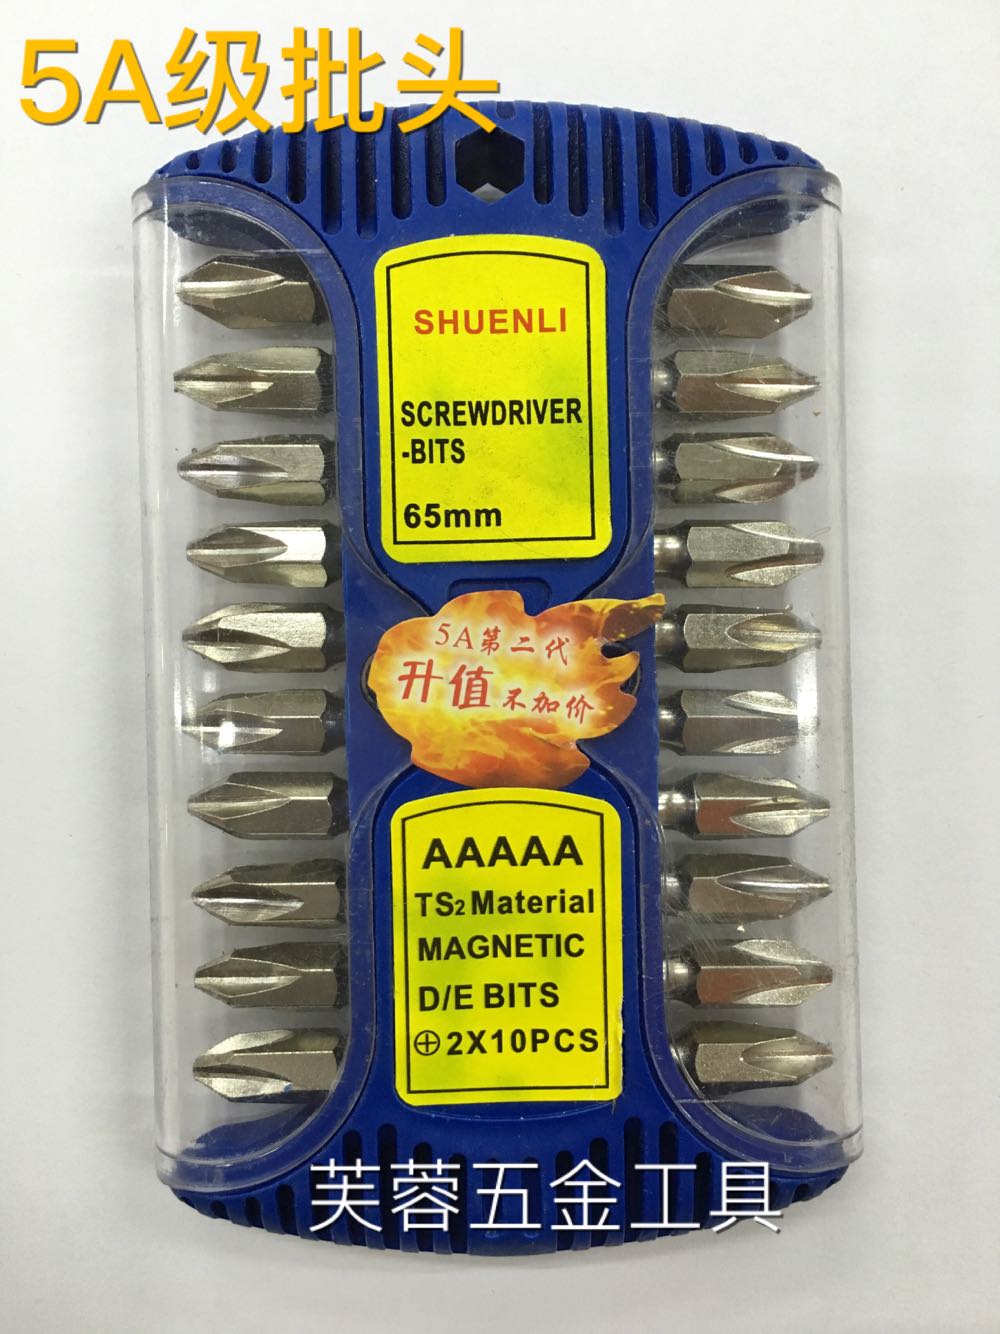 5A级批头
SHUENLI
SCREWDRIVER
-BITS
65mm
5A第二代
升值不加价
AAAAA
TS2 Material
MAGNETIC
D/E BITS
⊕2X10PCS
芙蓉五金工具